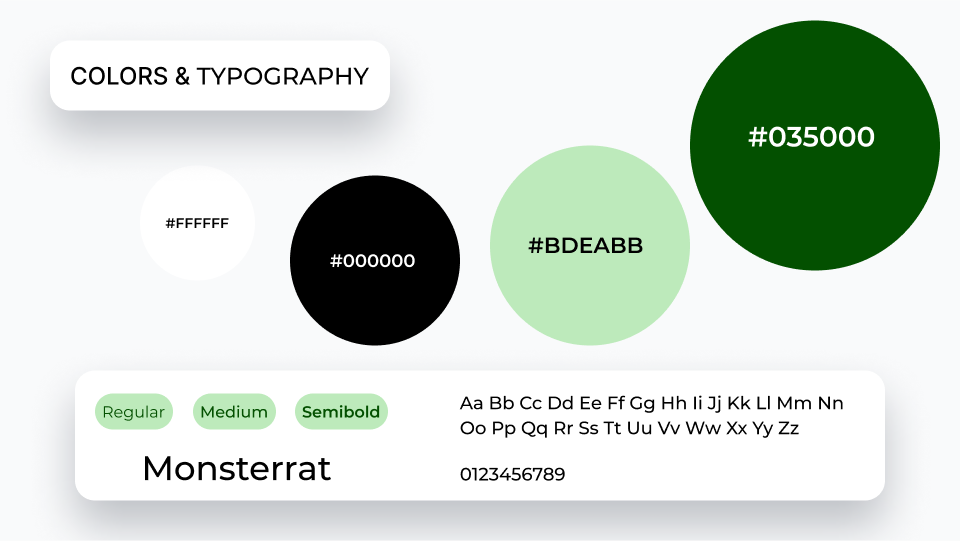 COLORS & TYPOGRAPHY
#FFFFFF
#000000
#BDEABB
#035000
Regular
Medium
Semibold
Monsterrat
Aa Bb Cc Dd Ee Ff Gg Hh Ii Jj Kk Ll Mm Nn
Oo Pp Qq Rr Ss Tt Uu Vv Ww Xx Yy Zz
0123456789